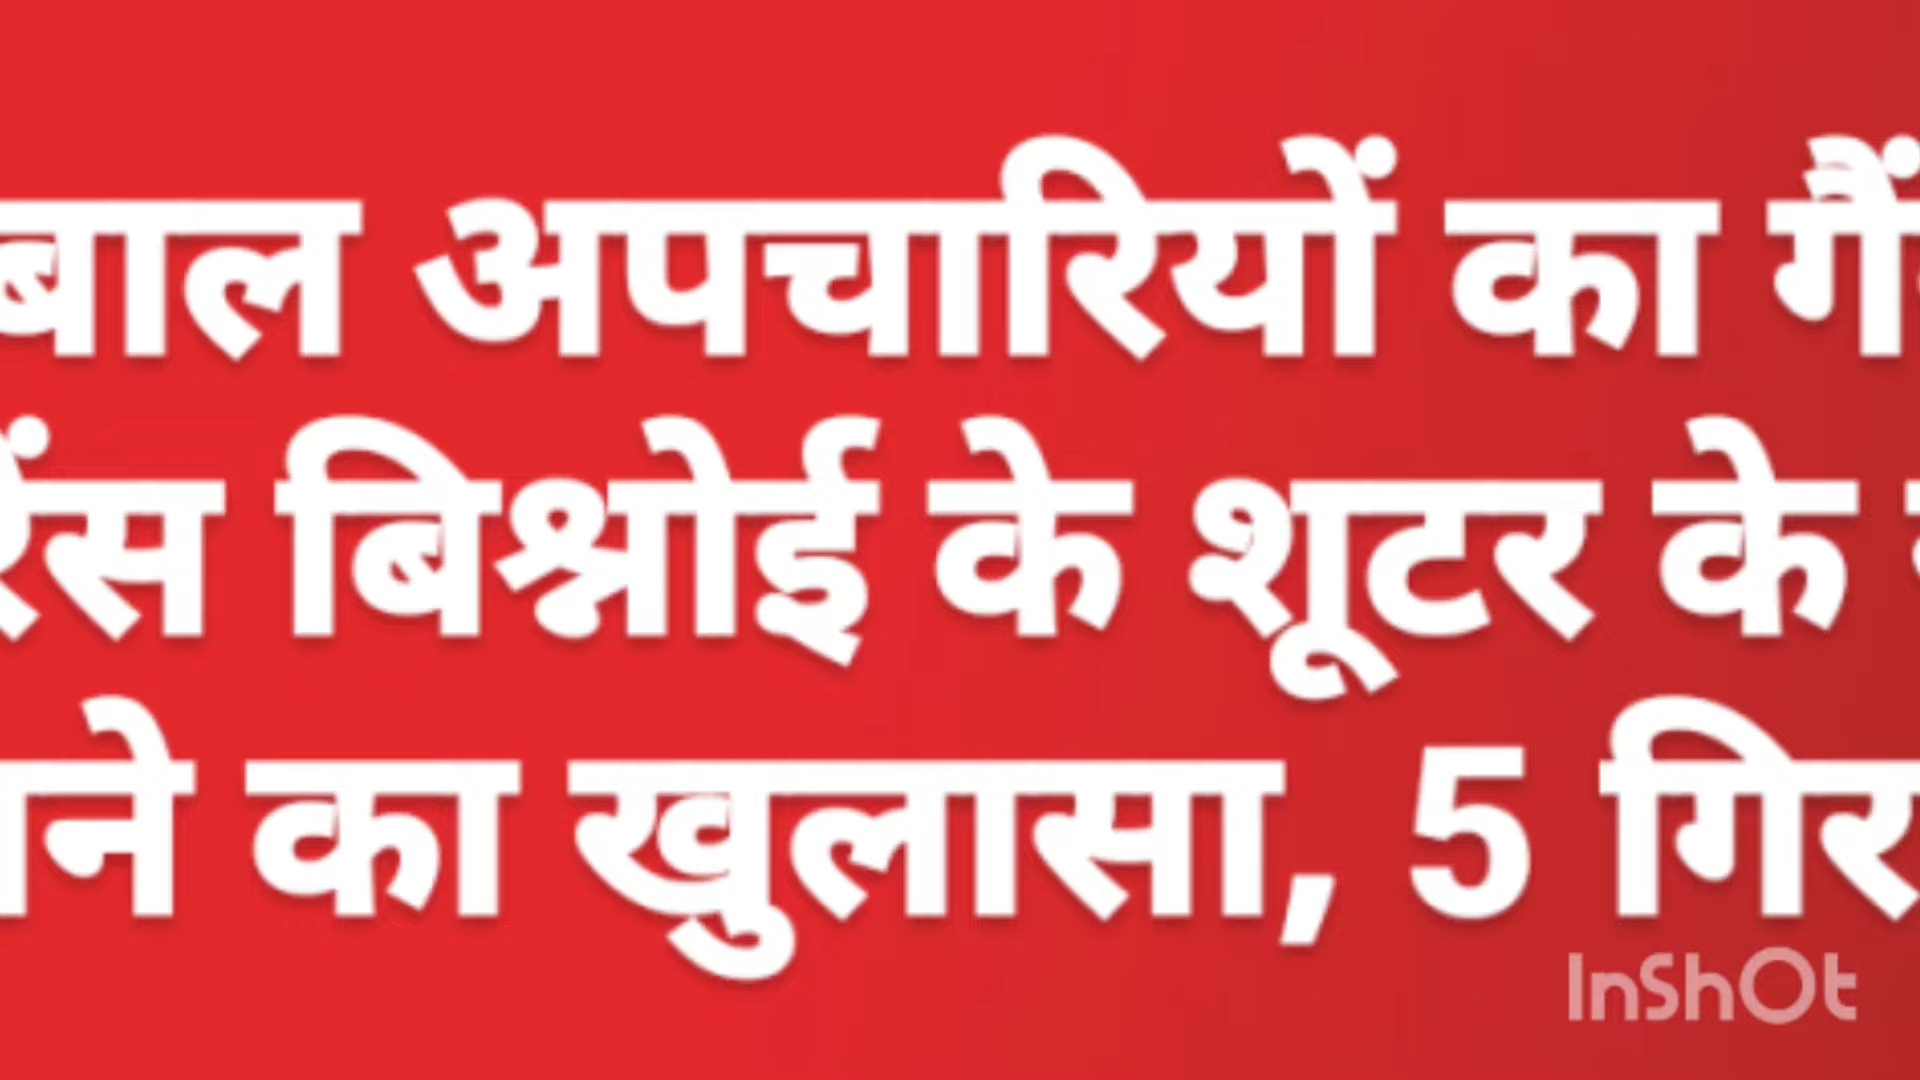 बाल अपचारियों का
बिश्नोई के शूटर के
का खुलासा, 5
InShOt